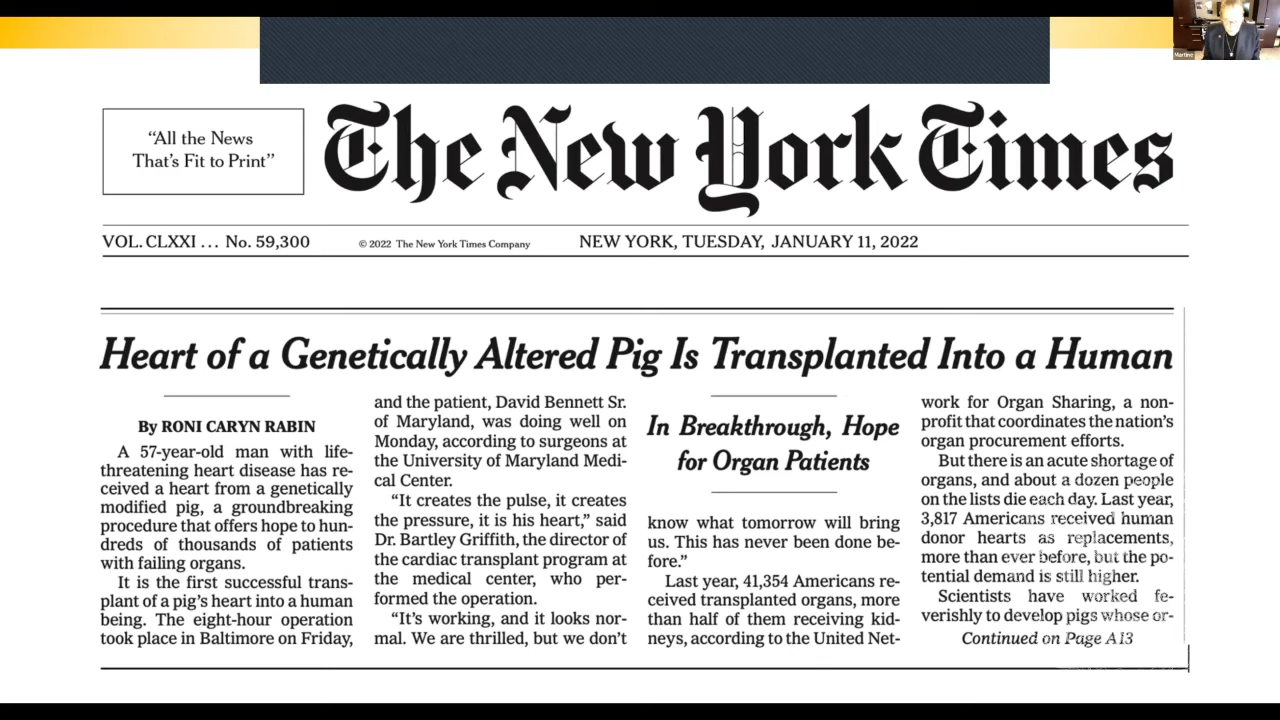 Martine
“All the News
That’s Fit to Print”
The New York Times
VOL. CLXXI ... No. 59,300
© 2022 The New York Times Company
NEW YORK, TUESDAY, JANUARY 11, 2022
Heart of a Genetically Altered Pig Is Transplanted Into a Human
By RONI CARYN RABIN
A 57-year-old man with life-
threatening heart disease has re-
ceived a heart from a genetically
modified pig, a groundbreaking
procedure that offers hope to hun-
dreds of thousands of patients
with failing organs.
It is the first successful trans-
plant of a pig’s heart into a human
being. The eight-hour operation
took place in Baltimore on Friday,
and the patient, David Bennett Sr.
of Maryland, was doing well on
Monday, according to surgeons at
the University of Maryland Medi-
cal Center.
“It creates the pulse, it creates
the pressure, it is his heart,” said
Dr. Bartley Griffith, the director of
the cardiac transplant program at
the medical center, who per-
formed the operation.
“It’s working, and it looks nor-
mal. We are thrilled, but we don’t
In Breakthrough, Hope
for Organ Patients
know what tomorrow will bring
us. This has never been done be-
fore.”
Last year, 41,354 Americans re-
ceived transplanted organs, more
than half of them receiving kid-
neys, according to the United Net-
work for Organ Sharing, a non-
profit that coordinates the nation’s
organ procurement efforts.
But there is an acute shortage of
organs, and about a dozen people
on the lists die each day. Last year,
3,817 Americans received human
donor hearts as replacements,
more than ever before, but the po-
tential demand is still higher.
Scientists have worked fe-
verishly to develop pigs whose or-
Continued on Page A13